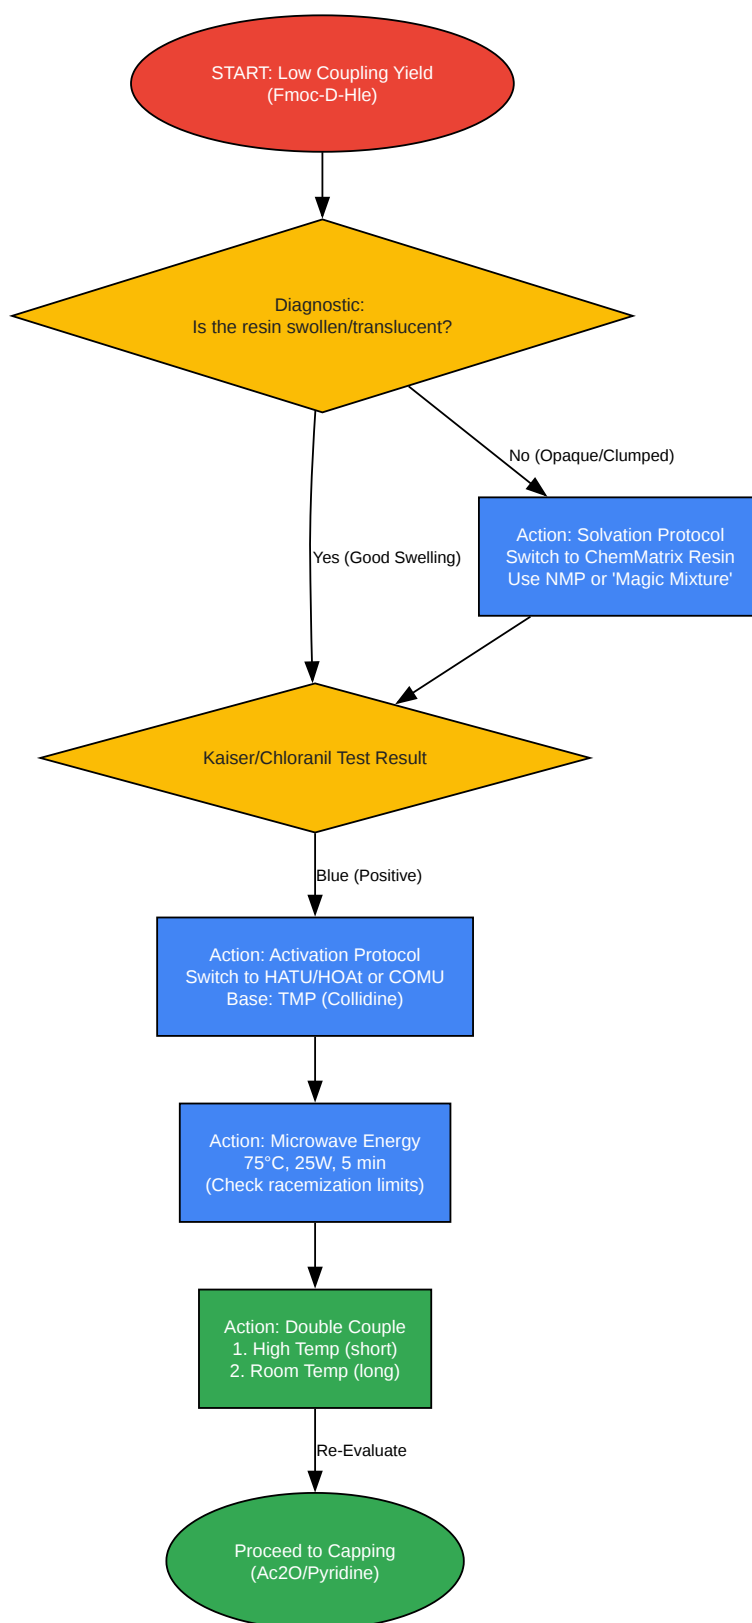 START: Low Coupling Yield
(Fmoc-D-Hle)
Diagnostic:
Is the resin swollen/translucent?
No (Opaque/Clumped)
Action: Solvation Protocol
Switch to ChemMatrix Resin
Use NMP or 'Magic Mixture'
Yes (Good Swelling)
Kaiser/Chloranil Test Result
Blue (Positive)
Action: Activation Protocol
Switch to HATU/HOAt or COMU
Base: TMP (Collidine)
Action: Microwave Energy
75°C, 25W, 5 min
(Check racemization limits)
Action: Double Couple
1. High Temp (short)
2. Room Temp (long)
Re-Evaluate
Proceed to Capping
(Ac2O/Pyridine)